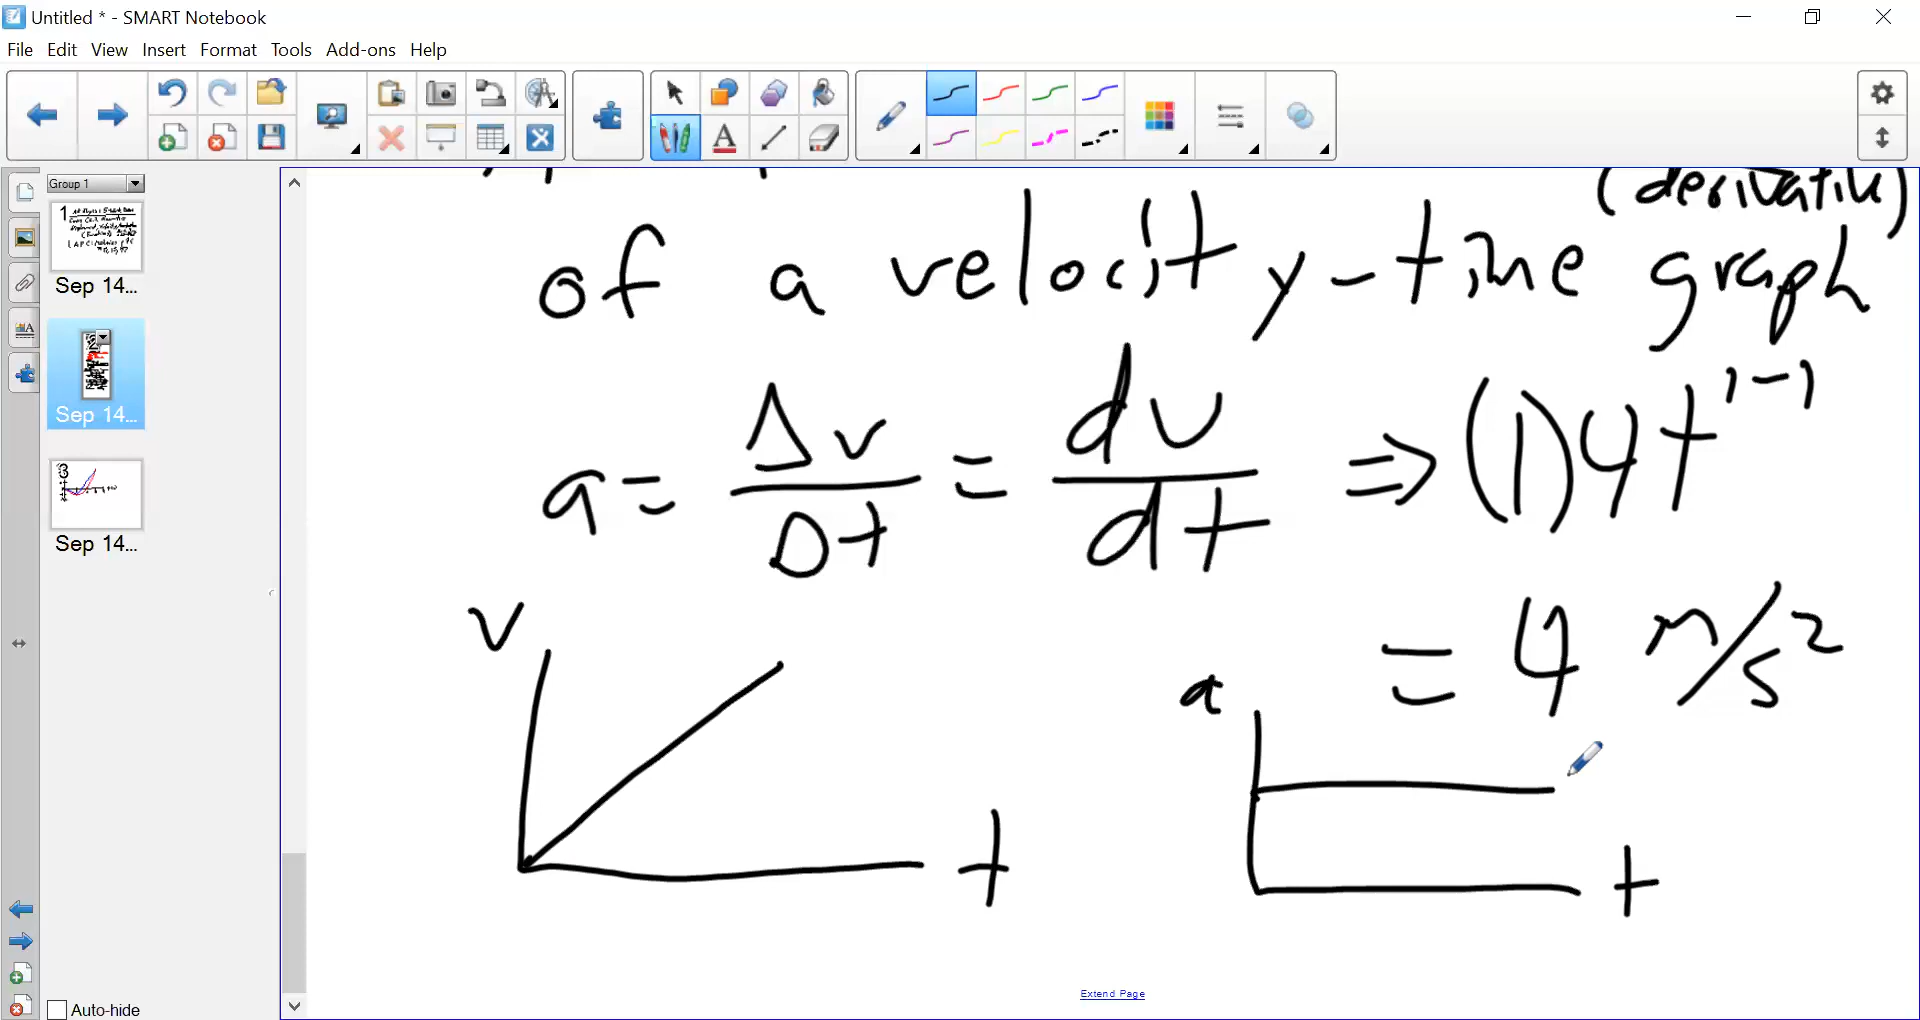 Untitled * - SMART Notebook
File Edit View Insert Format Tools Add-ons Help
Group 1
1
Sep 14...
Sep 14...
3
Sep 14...
Auto-hide
(derivative)
of a velocity-time graph
a = Δv/Δt = dv/dt ⇒ (1)4t^(1-1)
= 4 m/s²
v
t
a
t
Extend Page